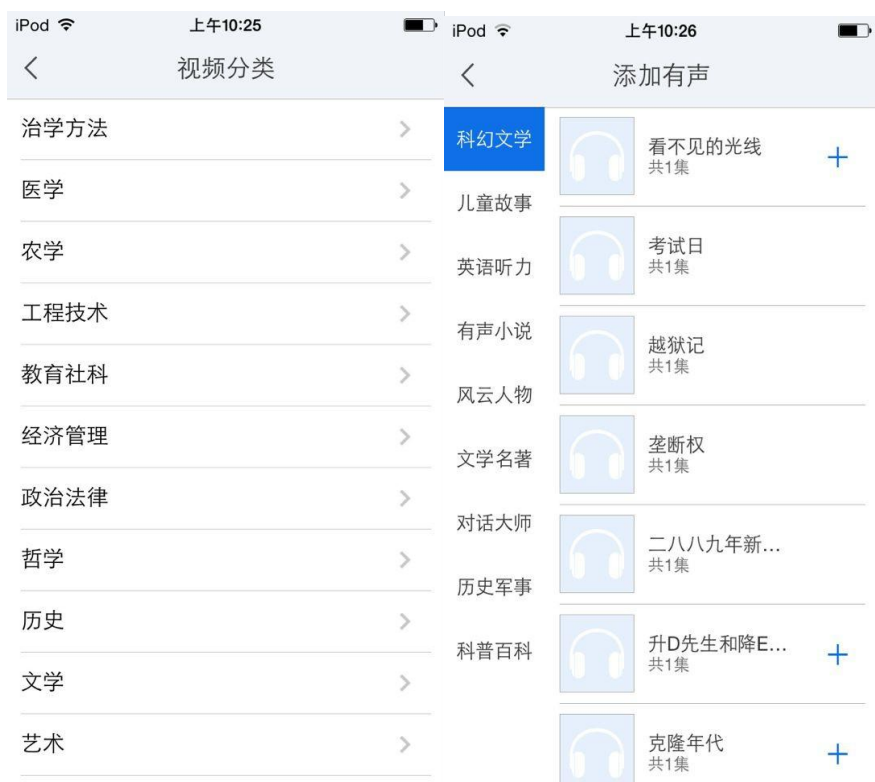 iPod 上午10:25
视频分类
治学方法
医学
农学
工程技术
教育社科
经济管理
政治法律
哲学
历史
文学
艺术
iPod 上午10:26
添加有声
科幻文学
儿童故事
英语听力
有声小说
风云人物
文学名著
对话大师
历史军事
科普百科
看不见的光线
共1集
考试日
共1集
越狱记
共1集
垄断权
共1集
二八八九年新...
共1集
升D先生和降E...
共1集
克隆年代
共1集